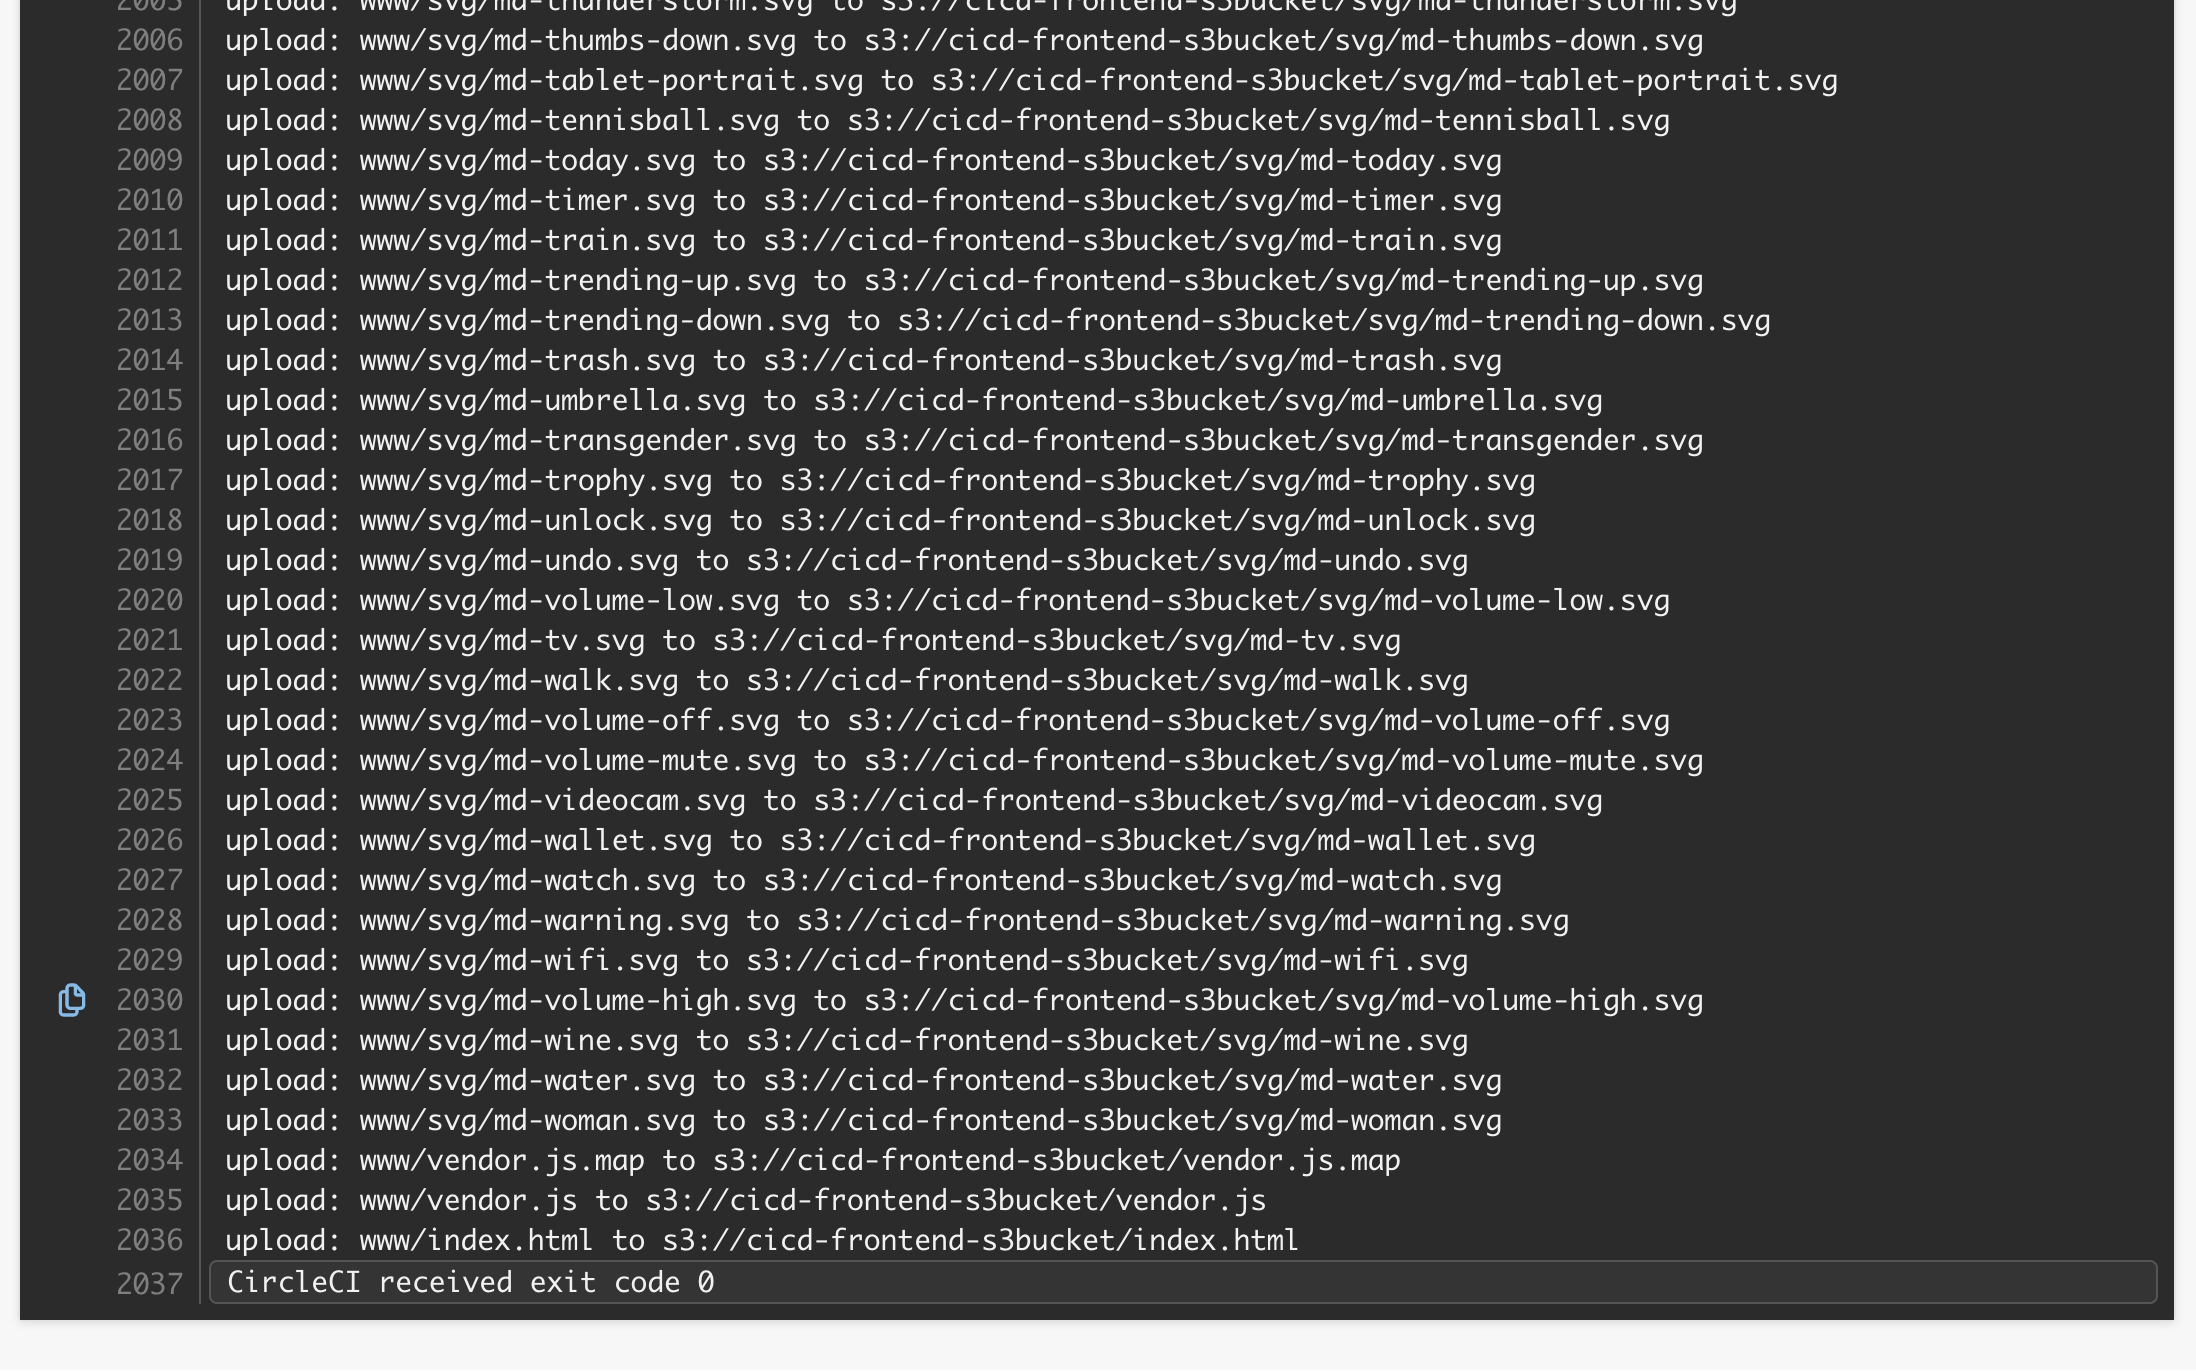 2005 upload: www/svg/md-thunderstorm.svg to s3://cicd-frontend-s3bucket/svg/md-thunderstorm.svg
2006 upload: www/svg/md-thumbs-down.svg to s3://cicd-frontend-s3bucket/svg/md-thumbs-down.svg
2007 upload: www/svg/md-tablet-portrait.svg to s3://cicd-frontend-s3bucket/svg/md-tablet-portrait.svg
2008 upload: www/svg/md-tennisball.svg to s3://cicd-frontend-s3bucket/svg/md-tennisball.svg
2009 upload: www/svg/md-today.svg to s3://cicd-frontend-s3bucket/svg/md-today.svg
2010 upload: www/svg/md-timer.svg to s3://cicd-frontend-s3bucket/svg/md-timer.svg
2011 upload: www/svg/md-train.svg to s3://cicd-frontend-s3bucket/svg/md-train.svg
2012 upload: www/svg/md-trending-up.svg to s3://cicd-frontend-s3bucket/svg/md-trending-up.svg
2013 upload: www/svg/md-trending-down.svg to s3://cicd-frontend-s3bucket/svg/md-trending-down.svg
2014 upload: www/svg/md-trash.svg to s3://cicd-frontend-s3bucket/svg/md-trash.svg
2015 upload: www/svg/md-umbrella.svg to s3://cicd-frontend-s3bucket/svg/md-umbrella.svg
2016 upload: www/svg/md-transgender.svg to s3://cicd-frontend-s3bucket/svg/md-transgender.svg
2017 upload: www/svg/md-trophy.svg to s3://cicd-frontend-s3bucket/svg/md-trophy.svg
2018 upload: www/svg/md-unlock.svg to s3://cicd-frontend-s3bucket/svg/md-unlock.svg
2019 upload: www/svg/md-undo.svg to s3://cicd-frontend-s3bucket/svg/md-undo.svg
2020 upload: www/svg/md-volume-low.svg to s3://cicd-frontend-s3bucket/svg/md-volume-low.svg
2021 upload: www/svg/md-tv.svg to s3://cicd-frontend-s3bucket/svg/md-tv.svg
2022 upload: www/svg/md-walk.svg to s3://cicd-frontend-s3bucket/svg/md-walk.svg
2023 upload: www/svg/md-volume-off.svg to s3://cicd-frontend-s3bucket/svg/md-volume-off.svg
2024 upload: www/svg/md-volume-mute.svg to s3://cicd-frontend-s3bucket/svg/md-volume-mute.svg
2025 upload: www/svg/md-videocam.svg to s3://cicd-frontend-s3bucket/svg/md-videocam.svg
2026 upload: www/svg/md-wallet.svg to s3://cicd-frontend-s3bucket/svg/md-wallet.svg
2027 upload: www/svg/md-watch.svg to s3://cicd-frontend-s3bucket/svg/md-watch.svg
2028 upload: www/svg/md-warning.svg to s3://cicd-frontend-s3bucket/svg/md-warning.svg
2029 upload: www/svg/md-wifi.svg to s3://cicd-frontend-s3bucket/svg/md-wifi.svg
2030 upload: www/svg/md-volume-high.svg to s3://cicd-frontend-s3bucket/svg/md-volume-high.svg
2031 upload: www/svg/md-wine.svg to s3://cicd-frontend-s3bucket/svg/md-wine.svg
2032 upload: www/svg/md-water.svg to s3://cicd-frontend-s3bucket/svg/md-water.svg
2033 upload: www/svg/md-woman.svg to s3://cicd-frontend-s3bucket/svg/md-woman.svg
2034 upload: www/vendor.js.map to s3://cicd-frontend-s3bucket/vendor.js.map
2035 upload: www/vendor.js to s3://cicd-frontend-s3bucket/vendor.js
2036 upload: www/index.html to s3://cicd-frontend-s3bucket/index.html
2037 CircleCI received exit code 0